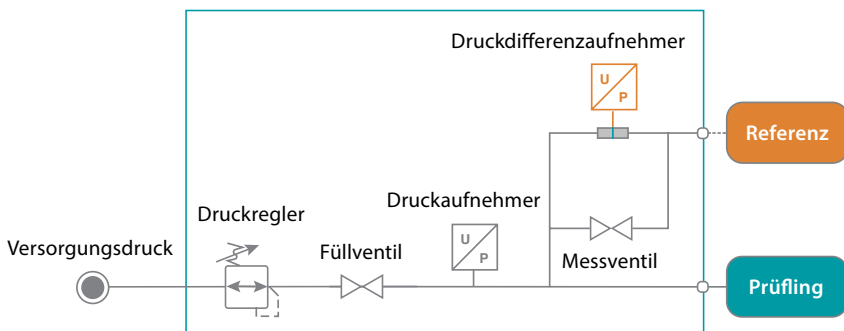 Druckdifferenzaufnehmer
U
P
Referenz
Druckaufnehmer
Druckregler
U
P
Versorgungsdruck
Füllventil
Messventil
Prüfling